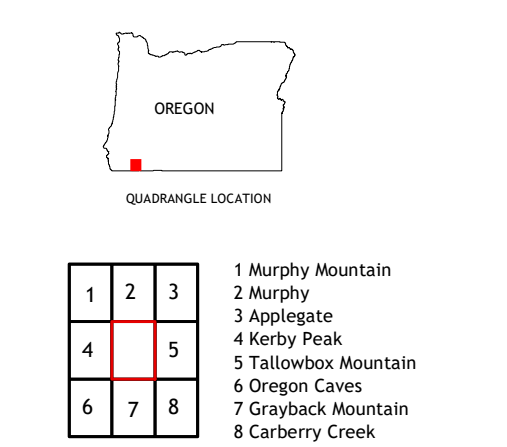 OREGON
QUADRANGLE LOCATION
1 2 3
4 5
6 7 8
1 Murphy Mountain
2 Murphy
3 Applegate
4 Kerby Peak
5 Tallowbox Mountain
6 Oregon Caves
7 Grayback Mountain
8 Carberry Creek